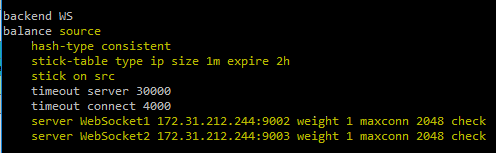 backend WS
balance source
hash-type consistent
stick-table type ip size 1m expire 2h
stick on src
timeout server 30000
timeout connect 4000
server WebSocket1 172.31.212.244:9002 weight 1 maxconn 2048 check
server WebSocket2 172.31.212.244:9003 weight 1 maxconn 2048 check